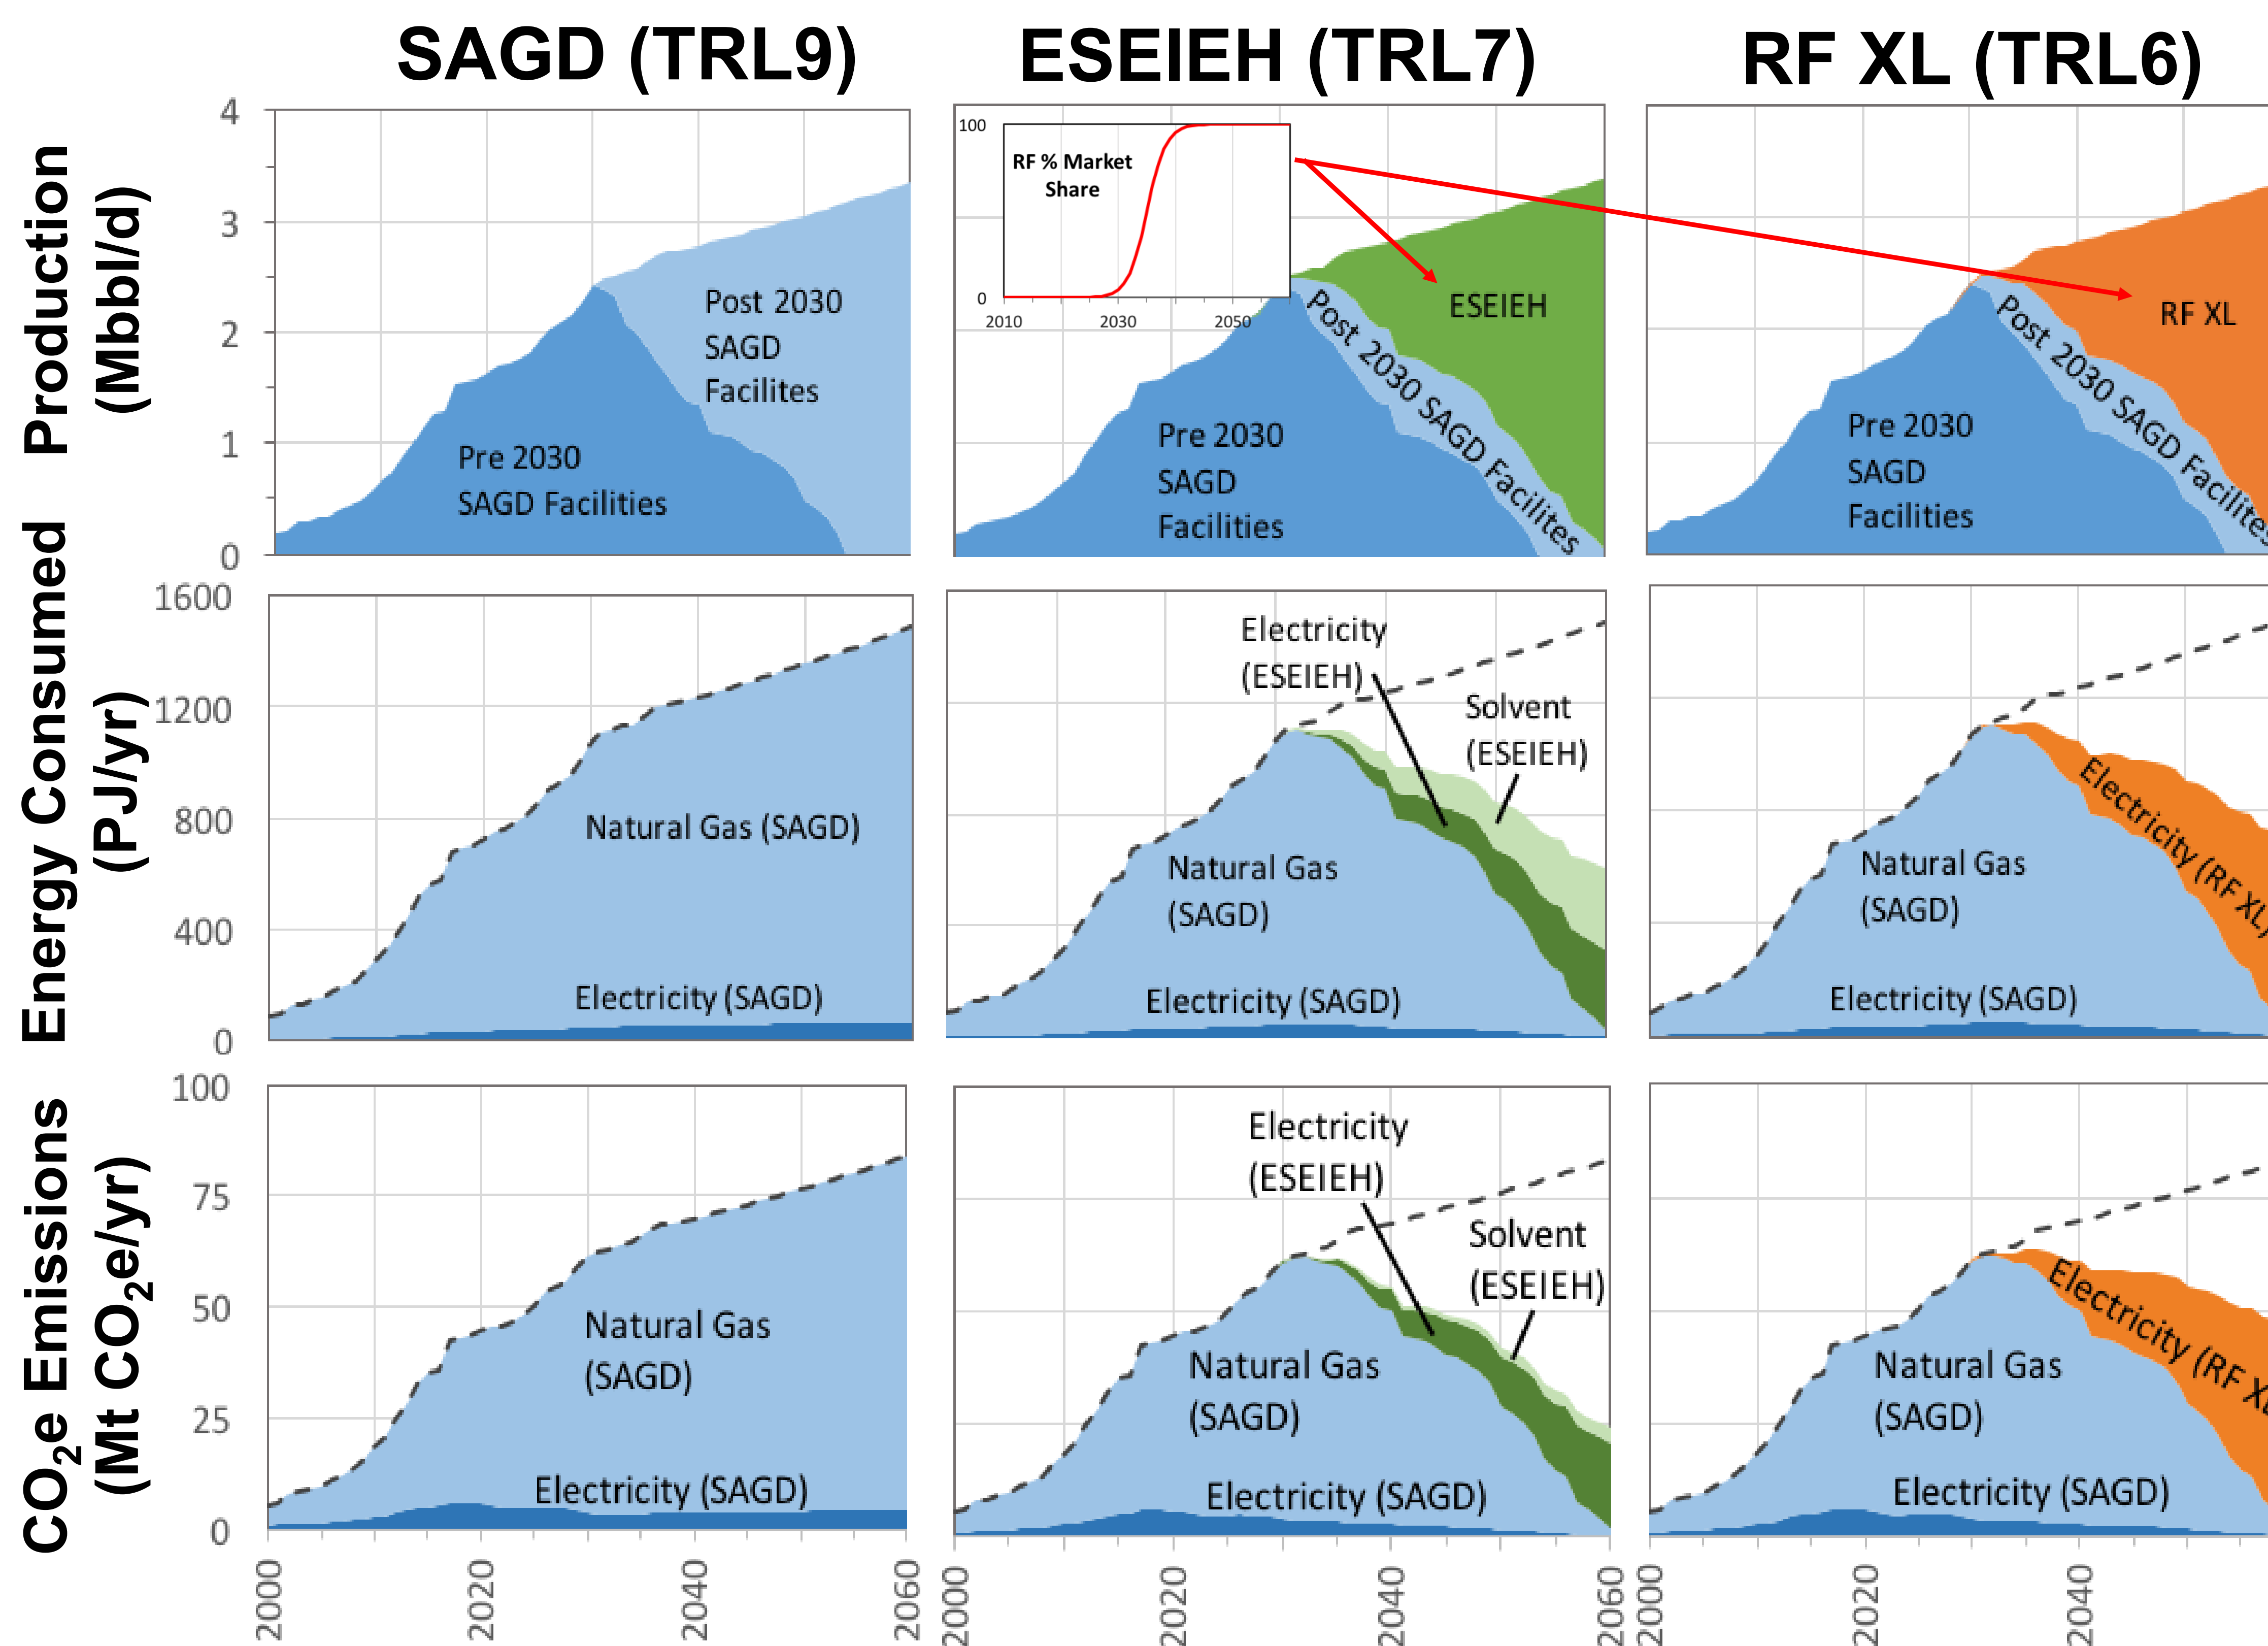 SAGD (TRL9)
ESEIEH (TRL7)
RF XL (TRL6)
Production
(Mbbl/d)
4
3
2
1
0
Post 2030
SAGD
Facilites
Pre 2030
SAGD Facilities
100
0
RF % Market
Share
2010
2030
2050
ESEIEH
Post 2030 SAGD Facilites
Pre 2030
SAGD
Facilities
RF XL
Post 2030 SAGD Facilites
Pre 2030
SAGD
Facilities
Energy Consumed
(PJ/yr)
1600
1200
800
400
0
Natural Gas (SAGD)
Electricity (SAGD)
Electricity
(ESEIEH)
Solvent
(ESEIEH)
Natural Gas
(SAGD)
Electricity (SAGD)
Electricity (RF XL)
Natural Gas
(SAGD)
Electricity (SAGD)
CO₂e Emissions
(Mt CO₂e/yr)
100
75
50
25
0
Natural Gas
(SAGD)
Electricity (SAGD)
Electricity
(ESEIEH)
Solvent
(ESEIEH)
Natural Gas
(SAGD)
Electricity (SAGD)
Electricity (RF X
Natural Gas
(SAGD)
Electricity (SAGD)
2000
2020
2040
2060
2000
2020
2040
2060
2000
2020
2040